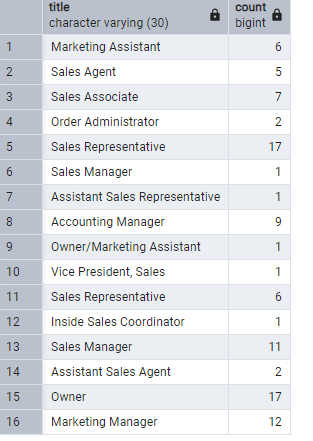 title count
character varying (30) bigint
1 Marketing Assistant 6
2 Sales Agent 5
3 Sales Associate 7
4 Order Administrator 2
5 Sales Representative 17
6 Sales Manager 1
7 Assistant Sales Representative 1
8 Accounting Manager 9
9 Owner/Marketing Assistant 1
10 Vice President, Sales 1
11 Sales Representative 6
12 Inside Sales Coordinator 1
13 Sales Manager 11
14 Assistant Sales Agent 2
15 Owner 17
16 Marketing Manager 12